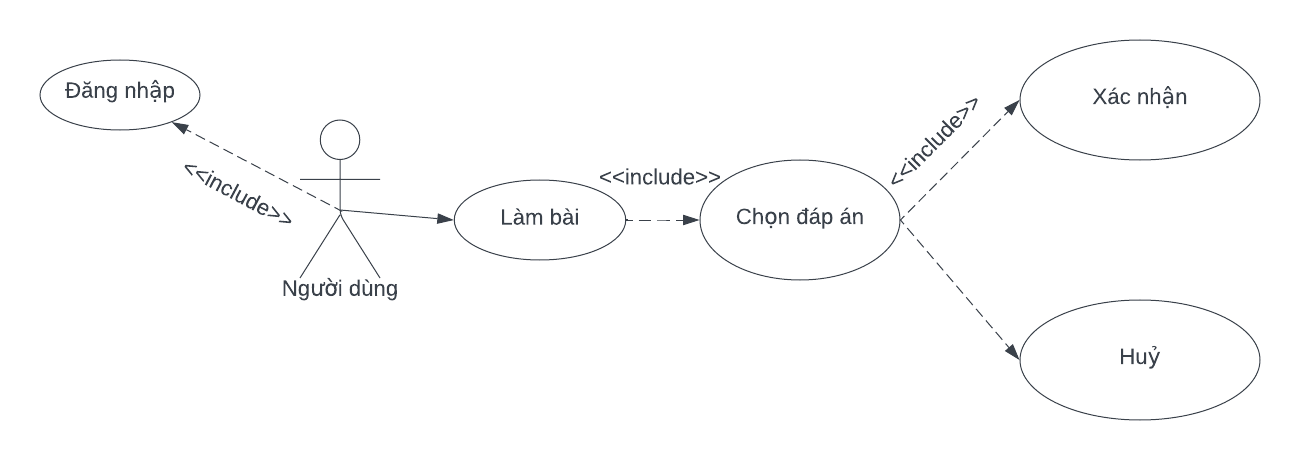 Đăng nhập
<<include>>
Người dùng
Làm bài
<<include>>
Chọn đáp án
<<include>>
Xác nhận
Huỷ